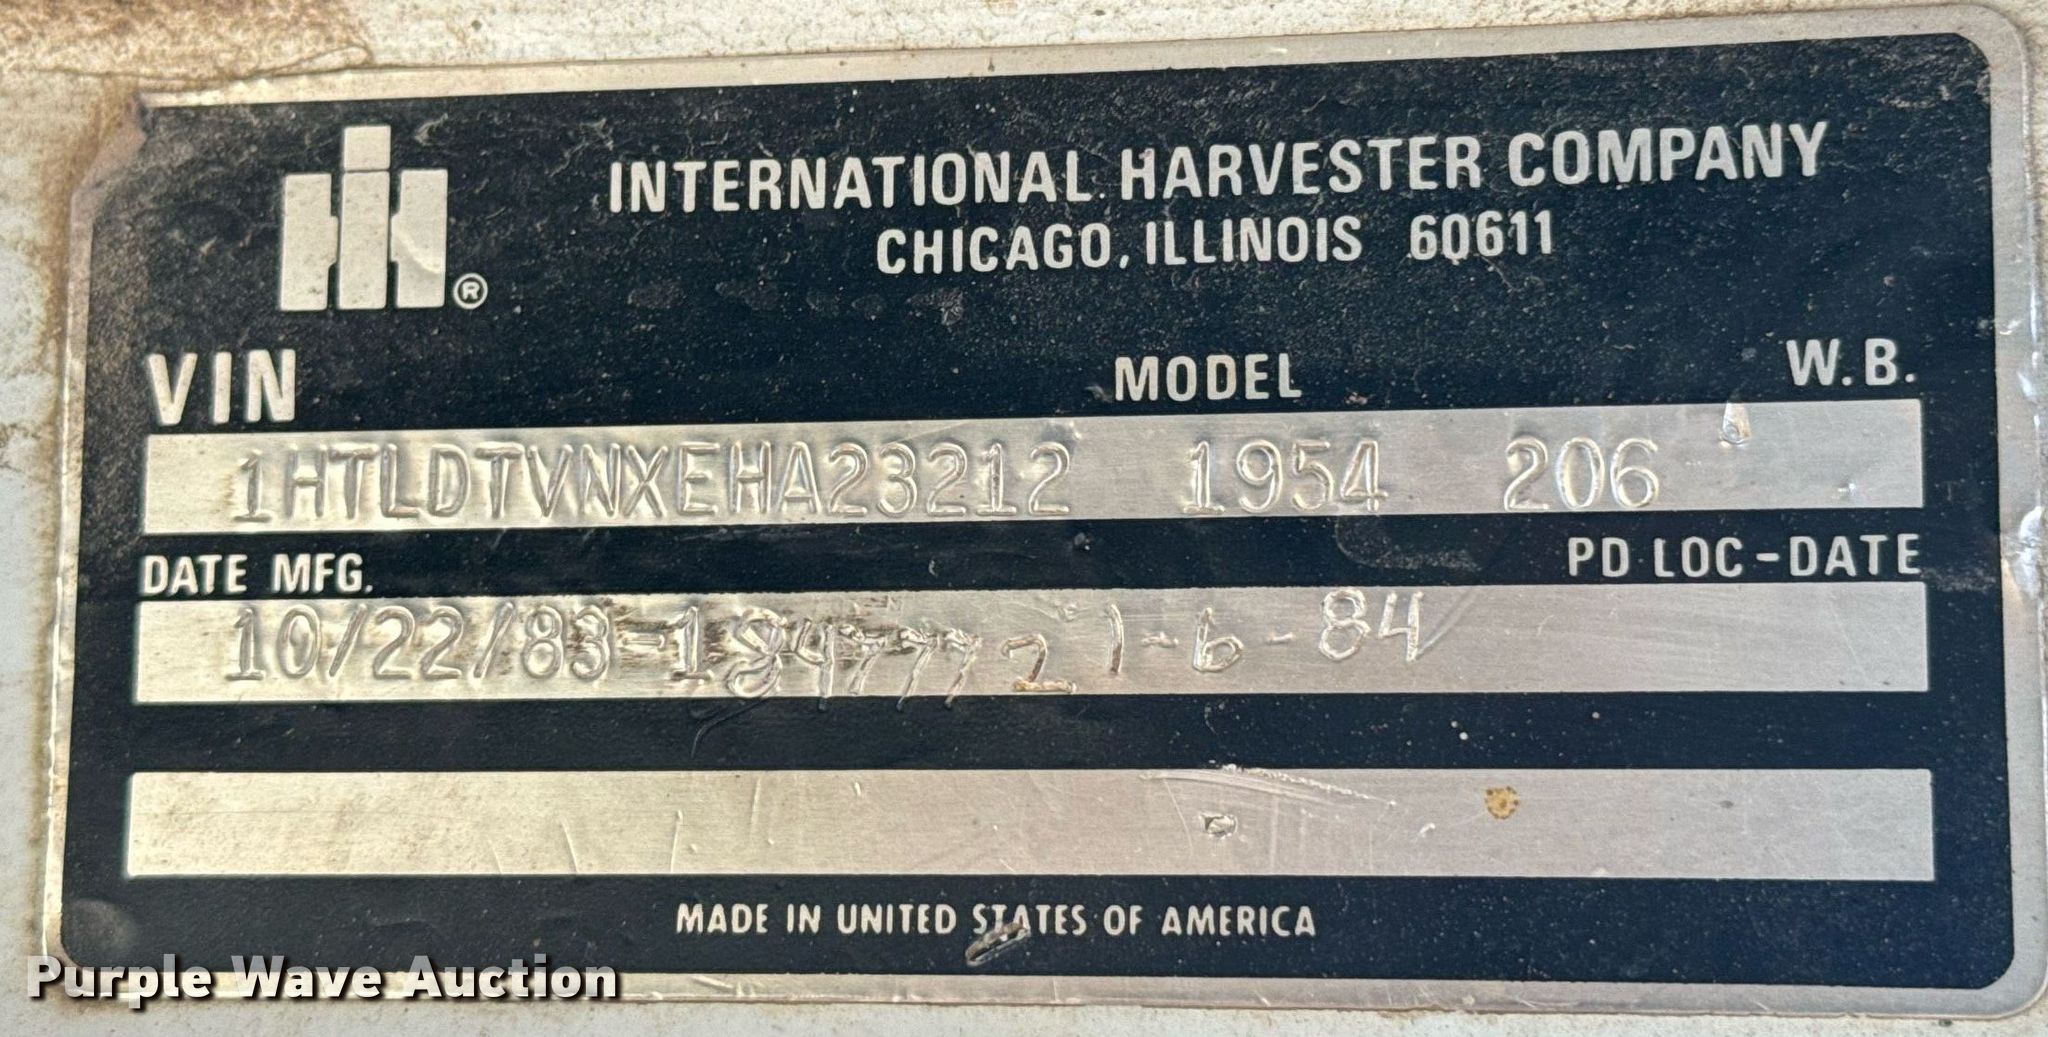 INTERNATIONAL HARVESTER COMPANY
CHICAGO, ILLINOIS 60611
VIN MODEL W.B.
1HTLDTVNXEHA23212 1954 206
DATE MFG. PD LOC-DATE
10/22/83 1-6-84
MADE IN UNITED STATES OF AMERICA
Purple Wave Auction